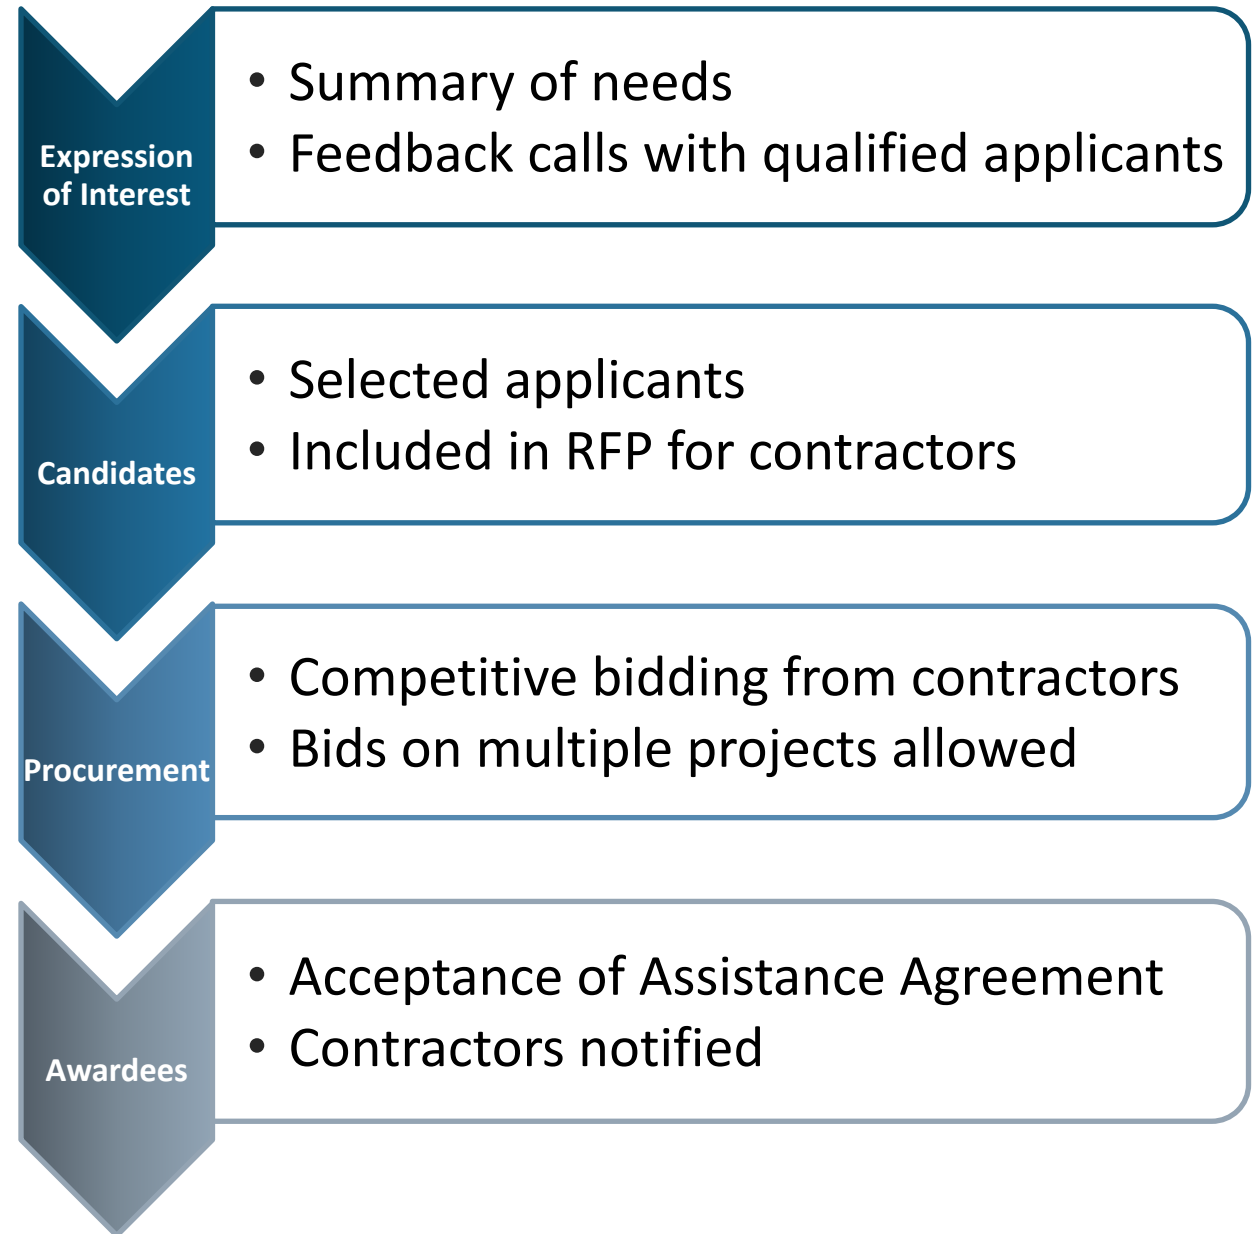 Expression
of Interest
• Summary of needs
• Feedback calls with qualified applicants
Candidates
• Selected applicants
• Included in RFP for contractors
Procurement
• Competitive bidding from contractors
• Bids on multiple projects allowed
Awardees
• Acceptance of Assistance Agreement
• Contractors notified